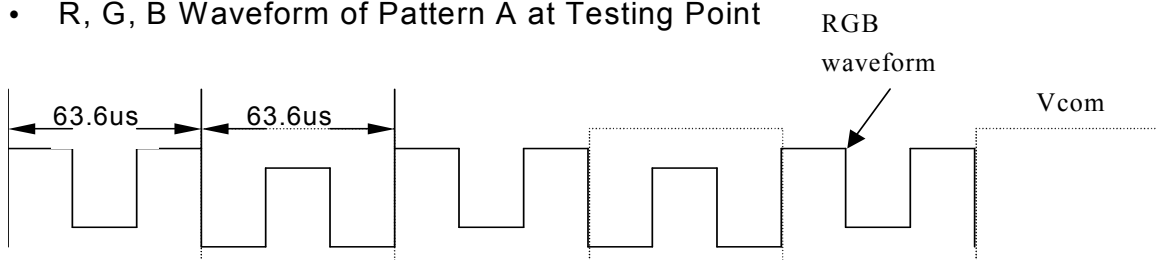 • R, G, B Waveform of Pattern A at Testing Point
RGB
waveform
Vcom
63.6us
63.6us